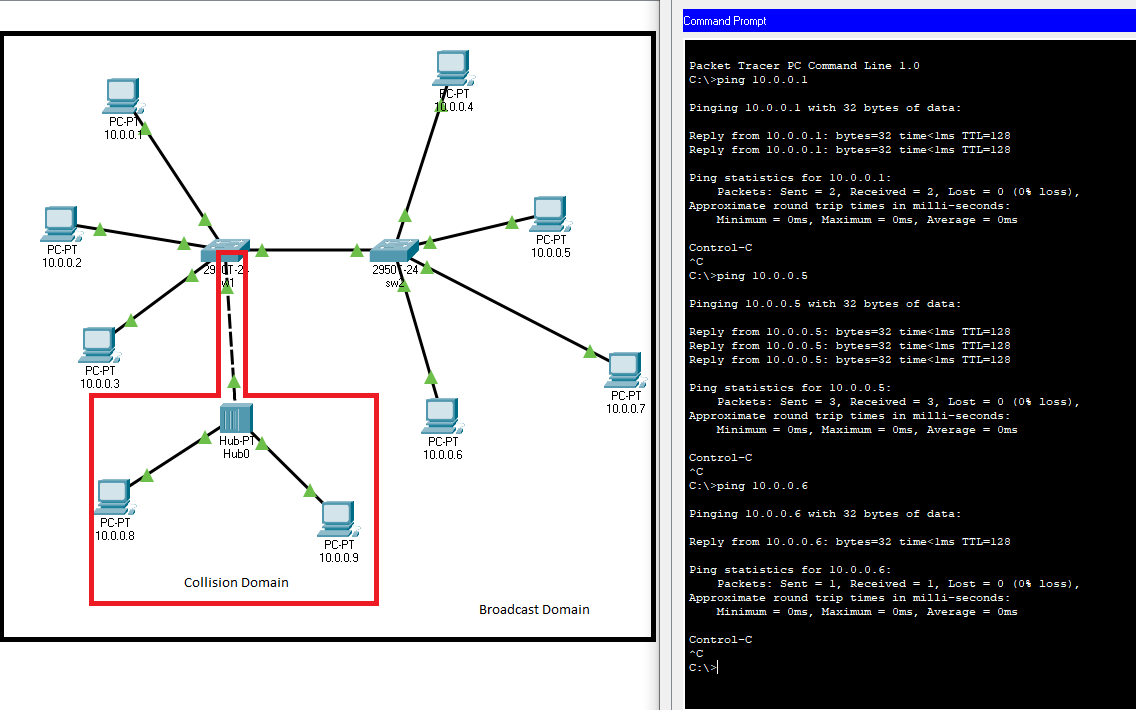 PC-PT
10.0.0.1
PC-PT
10.0.0.4
PC-PT
10.0.0.2
PC-PT
10.0.0.5
2950T-24
2950T-24
sw2
PC-PT
10.0.0.3
PC-PT
10.0.0.7
Hub-PT
Hub0
PC-PT
10.0.0.6
PC-PT
10.0.0.8
PC-PT
10.0.0.9
Collision Domain
Broadcast Domain
Command Prompt
Packet Tracer PC Command Line 1.0
C:\>ping 10.0.0.1
Pinging 10.0.0.1 with 32 bytes of data:
Reply from 10.0.0.1: bytes=32 time<1ms TTL=128
Reply from 10.0.0.1: bytes=32 time<1ms TTL=128
Ping statistics for 10.0.0.1:
Packets: Sent = 2, Received = 2, Lost = 0 (0% loss),
Approximate round trip times in milli-seconds:
Minimum = 0ms, Maximum = 0ms, Average = 0ms
Control-C
^C
C:\>ping 10.0.0.5
Pinging 10.0.0.5 with 32 bytes of data:
Reply from 10.0.0.5: bytes=32 time<1ms TTL=128
Reply from 10.0.0.5: bytes=32 time<1ms TTL=128
Reply from 10.0.0.5: bytes=32 time<1ms TTL=128
Ping statistics for 10.0.0.5:
Packets: Sent = 3, Received = 3, Lost = 0 (0% loss),
Approximate round trip times in milli-seconds:
Minimum = 0ms, Maximum = 0ms, Average = 0ms
Control-C
^C
C:\>ping 10.0.0.6
Pinging 10.0.0.6 with 32 bytes of data:
Reply from 10.0.0.6: bytes=32 time<1ms TTL=128
Ping statistics for 10.0.0.6:
Packets: Sent = 1, Received = 1, Lost = 0 (0% loss),
Approximate round trip times in milli-seconds:
Minimum = 0ms, Maximum = 0ms, Average = 0ms
Control-C
^C
C:\>